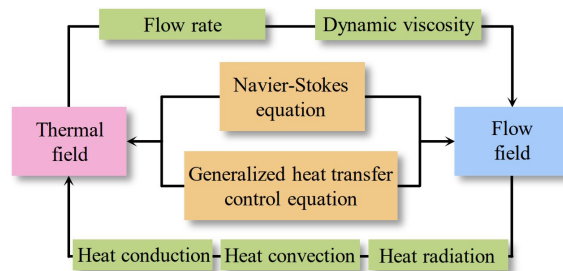 Flow rate
Dynamic viscosity
Navier-Stokes
equation
Thermal
field
Flow
field
Generalized heat transfer
control equation
Heat conduction
Heat convection
Heat radiation